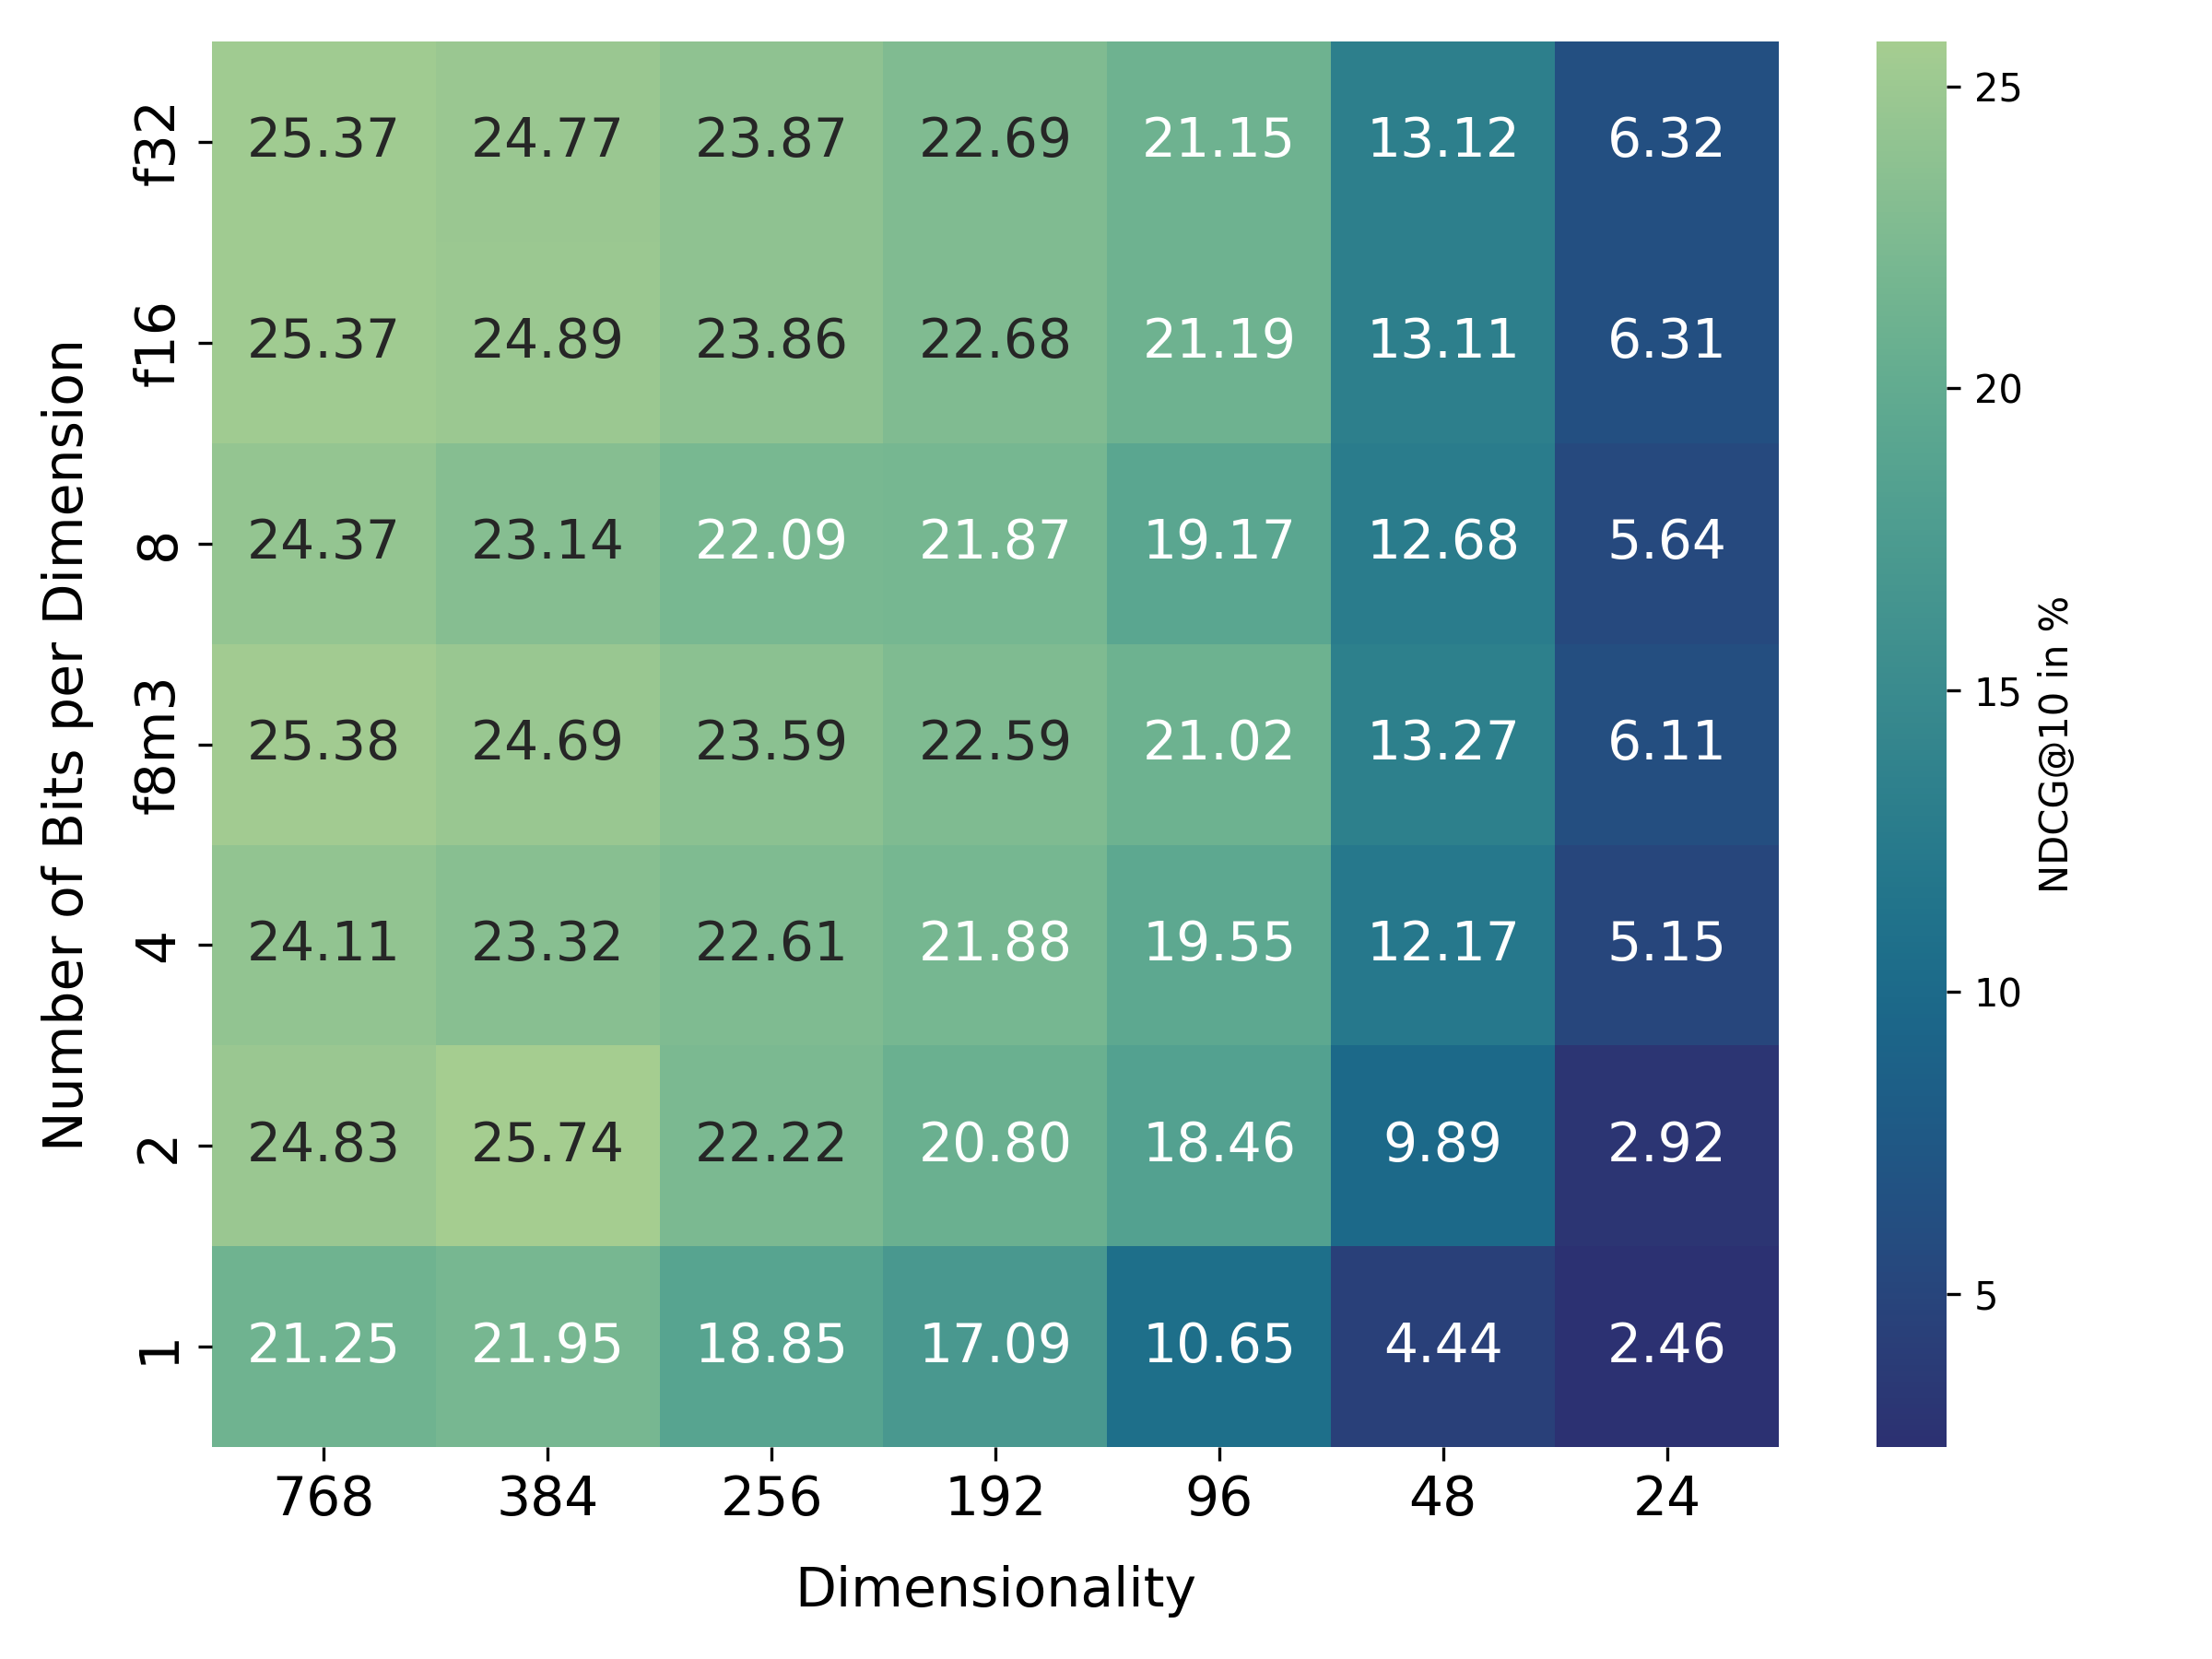 Number of Bits per Dimension
f32 25.37 24.77 23.87 22.69 21.15 13.12 6.32
f16 25.37 24.89 23.86 22.68 21.19 13.11 6.31
8 24.37 23.14 22.09 21.87 19.17 12.68 5.64
f8m3 25.38 24.69 23.59 22.59 21.02 13.27 6.11
4 24.11 23.32 22.61 21.88 19.55 12.17 5.15
2 24.83 25.74 22.22 20.80 18.46 9.89 2.92
1 21.25 21.95 18.85 17.09 10.65 4.44 2.46
768 384 256 192 96 48 24
Dimensionality
25
20
15
10
5
NDCG@10 in %